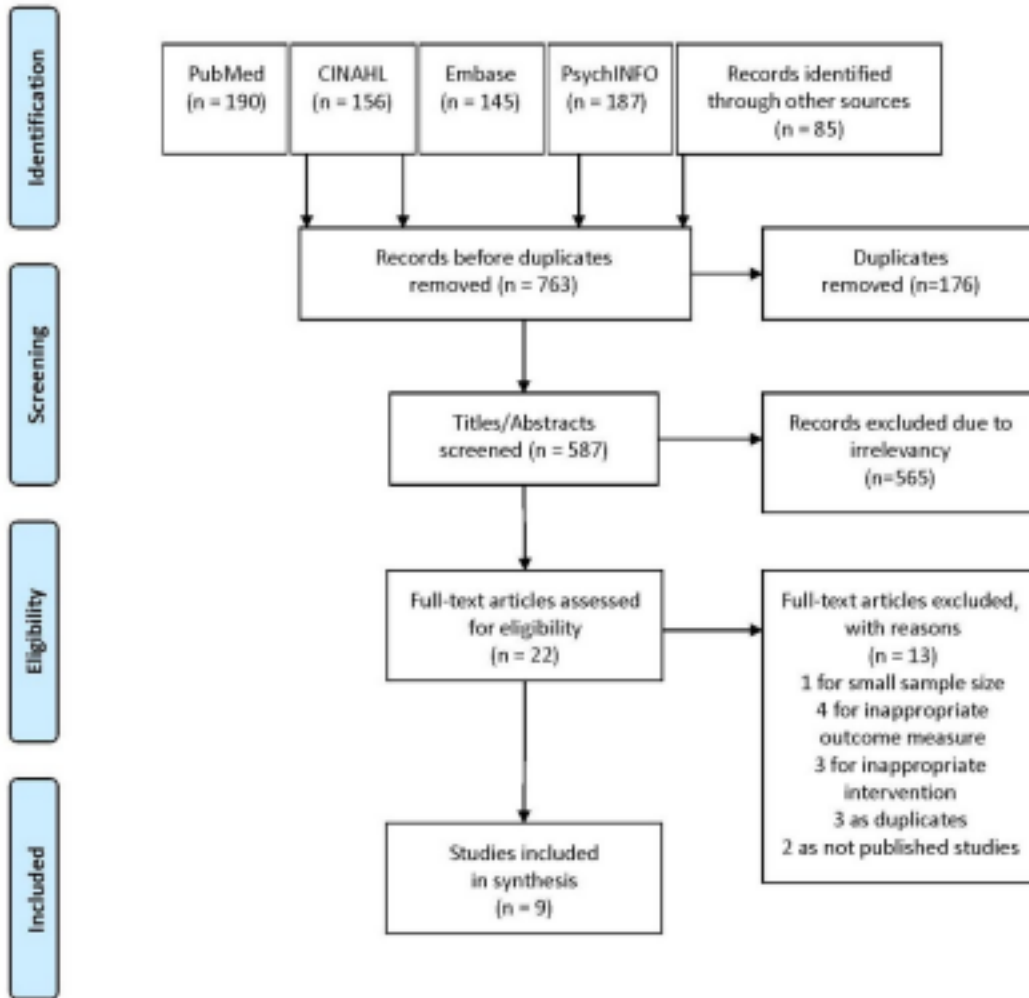 Identification
PubMed
(n = 190)
CINAHL
(n = 156)
Embase
(n = 145)
PsychINFO
(n = 187)
Records identified
through other sources
(n = 85)
Records before duplicates
removed (n = 763)
Duplicates
removed (n=176)
Screening
Titles/Abstracts
screened (n = 587)
Records excluded due to
irrelevancy
(n=565)
Eligibility
Full-text articles assessed
for eligibility
(n = 22)
Full-text articles excluded,
with reasons
(n = 13)
1 for small sample size
4 for inappropriate
outcome measure
3 for inappropriate
intervention
3 as duplicates
2 as not published studies
Included
Studies included
in synthesis
(n = 9)